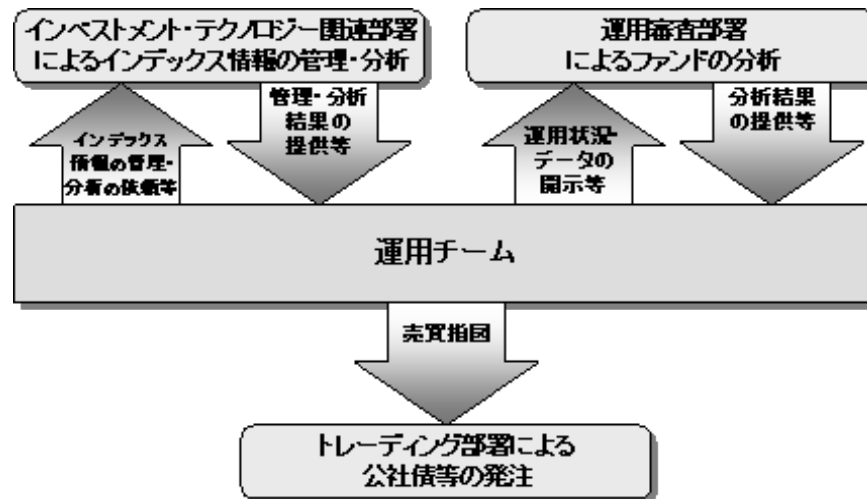 インベストメント・テクノロジー関連部署
によるインデックス情報の管理・分析
運用審査部署
によるファンドの分析
インデックス
情報の管理・
分析の依頼等
管理・分析
結果の
提供等
運用状況・
データの
開示等
分析結果
の提供等
運用チーム
売買指図
トレーディング部署による
公社債等の発注